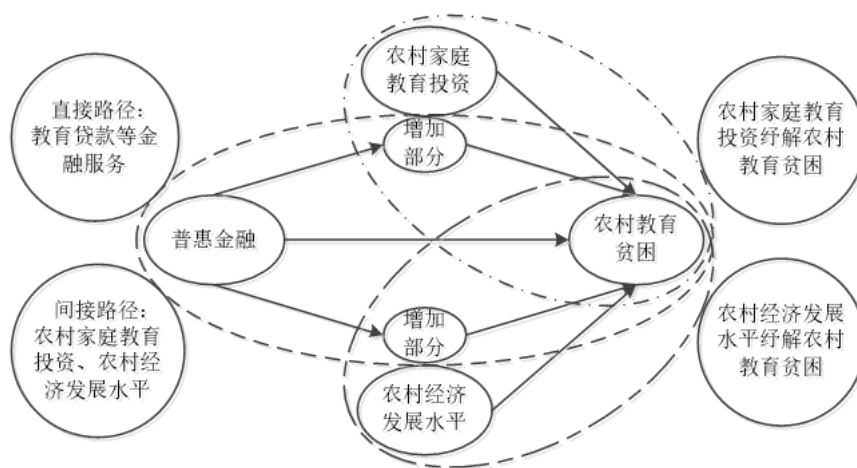 农村家庭
教育投资
直接路径：
教育贷款等金
融服务
增加
部分
农村家庭教育
投资纾解农村
教育贫困
普惠金融
农村教育
贫困
间接路径：
农村家庭教育
投资、农村经
济发展水平
增加
部分
农村经济
发展水平
农村经济发展
水平纾解农村
教育贫困